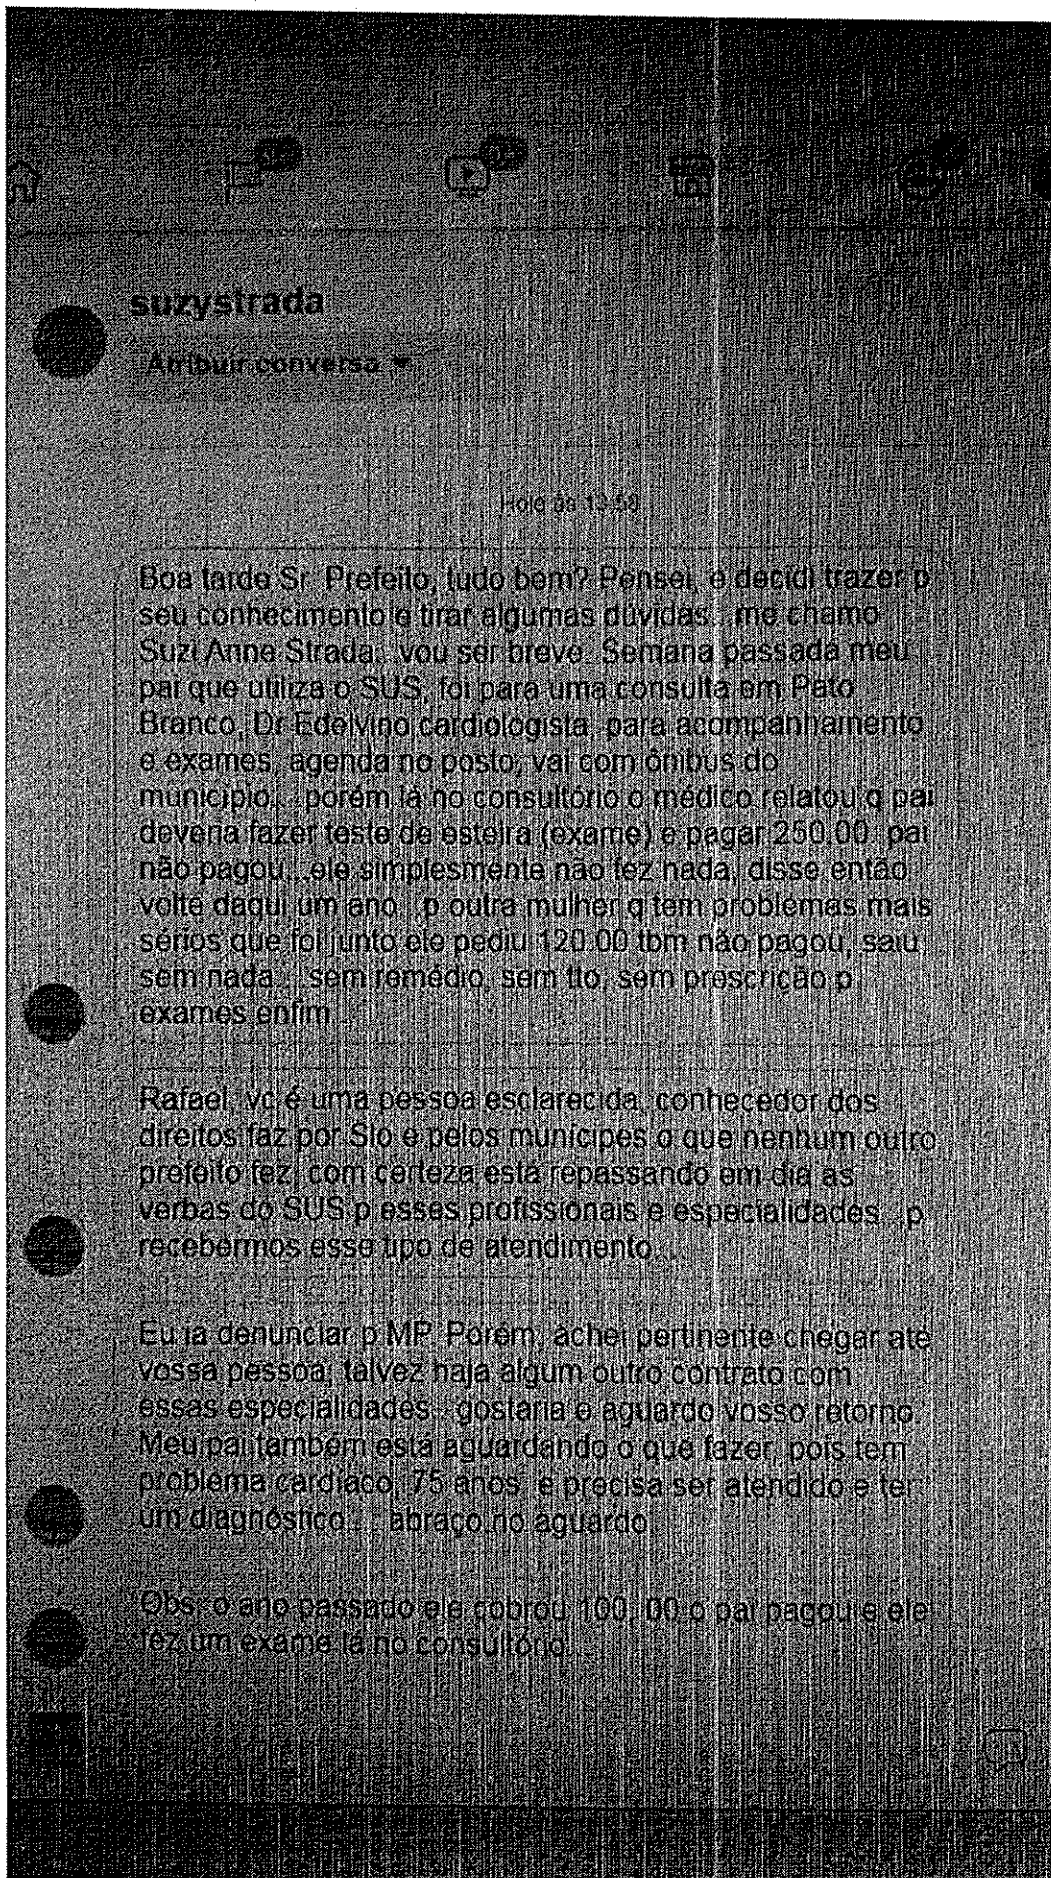 suzystrada
Atribuir conversa
Hoje às 13:58
Boa tarde Sr. Prefeito, tudo bem? Pensei, e decidi trazer p
seu conhecimento e tirar algumas dúvidas...me chamo
Suzi Anne Strada...vou ser breve. Semana passada meu
pai que utiliza o SUS, foi para uma consulta em Pato
Branco, Dr Edelvino cardiologista, para acompanhamento
e exames, agenda no posto, vai com ônibus do
município,...porém lá no consultório o médico relatou q pai
deveria fazer teste de esteira (exame) e pagar 250,00..pai
não pagou...ele simplesmente não fez nada, disse então
volte daqui um ano...p outra mulher q tem problemas mais
sérios que foi junto ele pediu 120,00 tbm não pagou, saiu
sem nada... sem remédio, sem tto, sem prescrição p
exames enfim...
Rafael, vc é uma pessoa esclarecida, conhecedor dos
direitos faz por Slo e pelos munícipes o que nenhum outro
prefeito fez, com certeza está repassando em dia as
verbas do SUS p esses profissionais e especialidades...p
recebermos esse tipo de atendimento...
Eu ia denunciar p MP. Porém, achei pertinente chegar até
vossa pessoa, talvez haja algum outro contrato com
essas especialidades...gostaria e aguardo vosso retorno.
Meu pai também está aguardando o que fazer, pois tem
problema cardíaco, 75 anos e precisa ser atendido e ter
um diagnóstico... abraço no aguardo
Obs: o ano passado ele cobrou 100, 00 o pai pagou e ele
fez um exame lá no consultório...